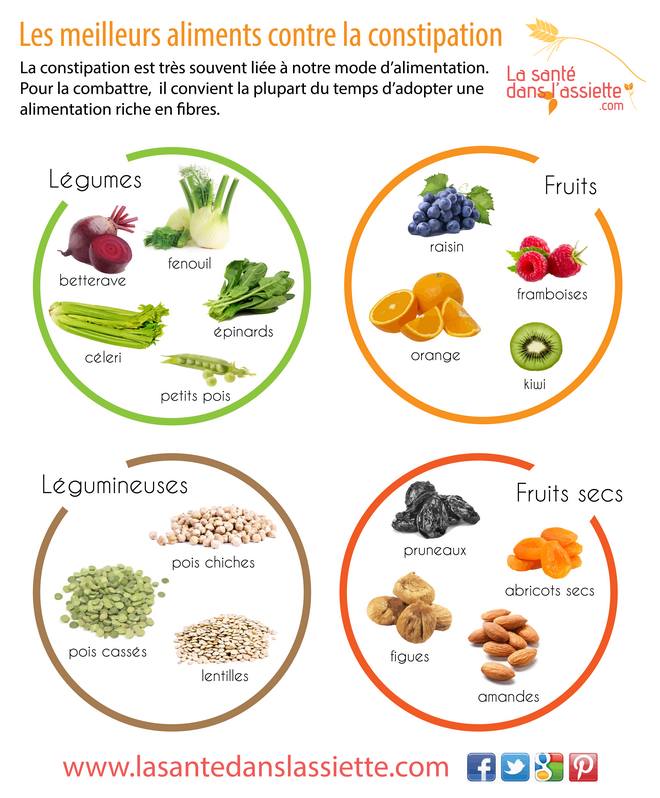 Les meilleurs aliments contre la constipation
La constipation est très souvent liée à notre mode d'alimentation.
Pour la combattre, il convient la plupart du temps d'adopter une
alimentation riche en fibres.
La santé
dans l'assiette
.com
Légumes
betterave
fenouil
épinards
céleri
petits pois
Fruits
raisin
framboises
orange
kiwi
Légumineuses
pois chiches
pois cassés
lentilles
Fruits secs
pruneaux
abricots secs
figues
amandes
www.lasantedanslassiette.com